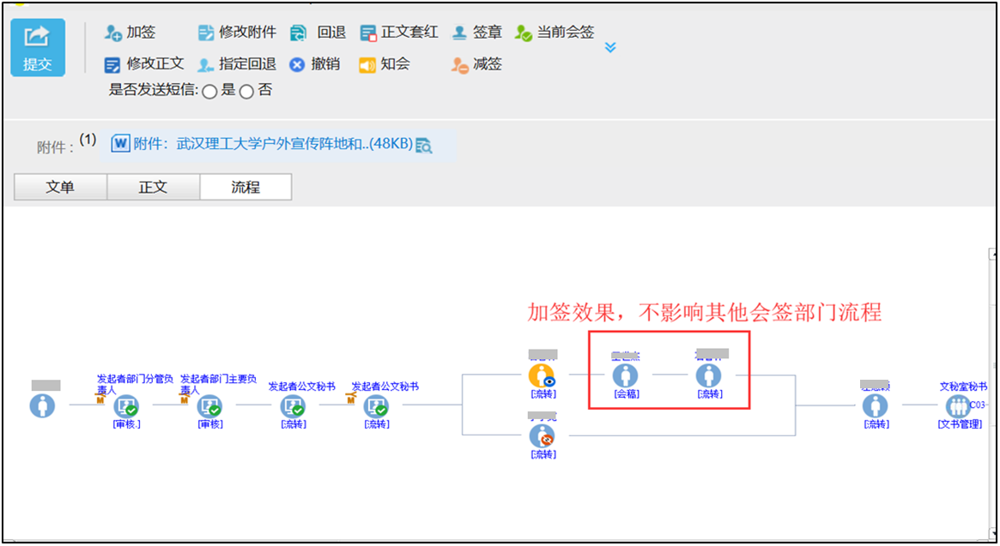 加签 修改附件 回退 正文套红 签章 当前会签
提交
修改正文 指定回退 撤销 知会 减签
是否发送短信: 是 否
附件: (1) 附件: 武汉理工大学户外宣传阵地和..(48KB)
文单 正文 流程
加签效果，不影响其他会签部门流程
发起者部门分管负责人
[审核.]
发起者部门主要负责人
[审核]
发起者公文秘书
[流转]
发起者公文秘书
[流转]
[流转]
[会稿]
[流转]
[流转]
[流转]
文秘室秘书
C03-
[文书管理]